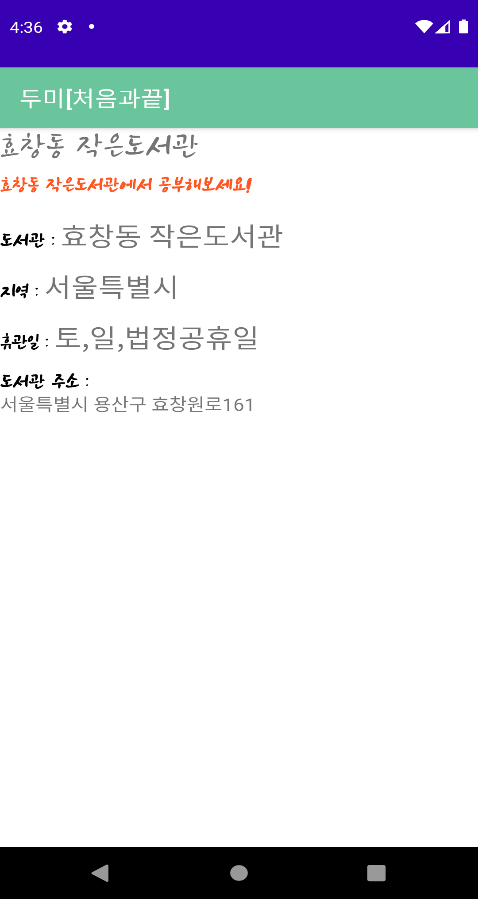 4:36
두미[처음과끝]
효창동 작은도서관
효창동 작은도서관에서 공부해보세요!
도서관 : 효창동 작은도서관
지역 : 서울특별시
휴관일 : 토,일,법정공휴일
도서관 주소 :
서울특별시 용산구 효창원로161